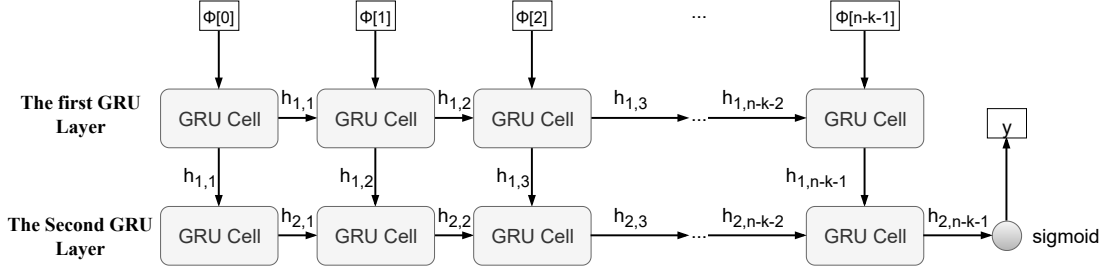 Φ[0] Φ[1] Φ[2] ... Φ[n-k-1]
The first GRU
Layer
GRU Cell h1,1 GRU Cell h1,2 GRU Cell h1,3 ... h1,n-k-2 GRU Cell
y
h1,1 h1,2 h1,3 h1,n-k-1
The Second GRU
Layer
GRU Cell h2,1 GRU Cell h2,2 GRU Cell h2,3 ... h2,n-k-2 GRU Cell h2,n-k-1 sigmoid